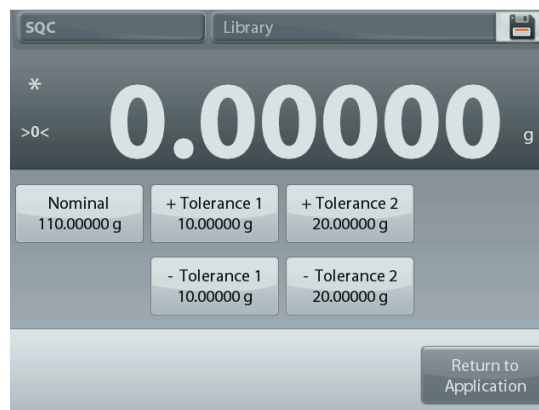 SQC
Library
*
>0<
0.00000
g
Nominal
110.00000 g
+ Tolerance 1
10.00000 g
+ Tolerance 2
20.00000 g
- Tolerance 1
10.00000 g
- Tolerance 2
20.00000 g
Return to
Application